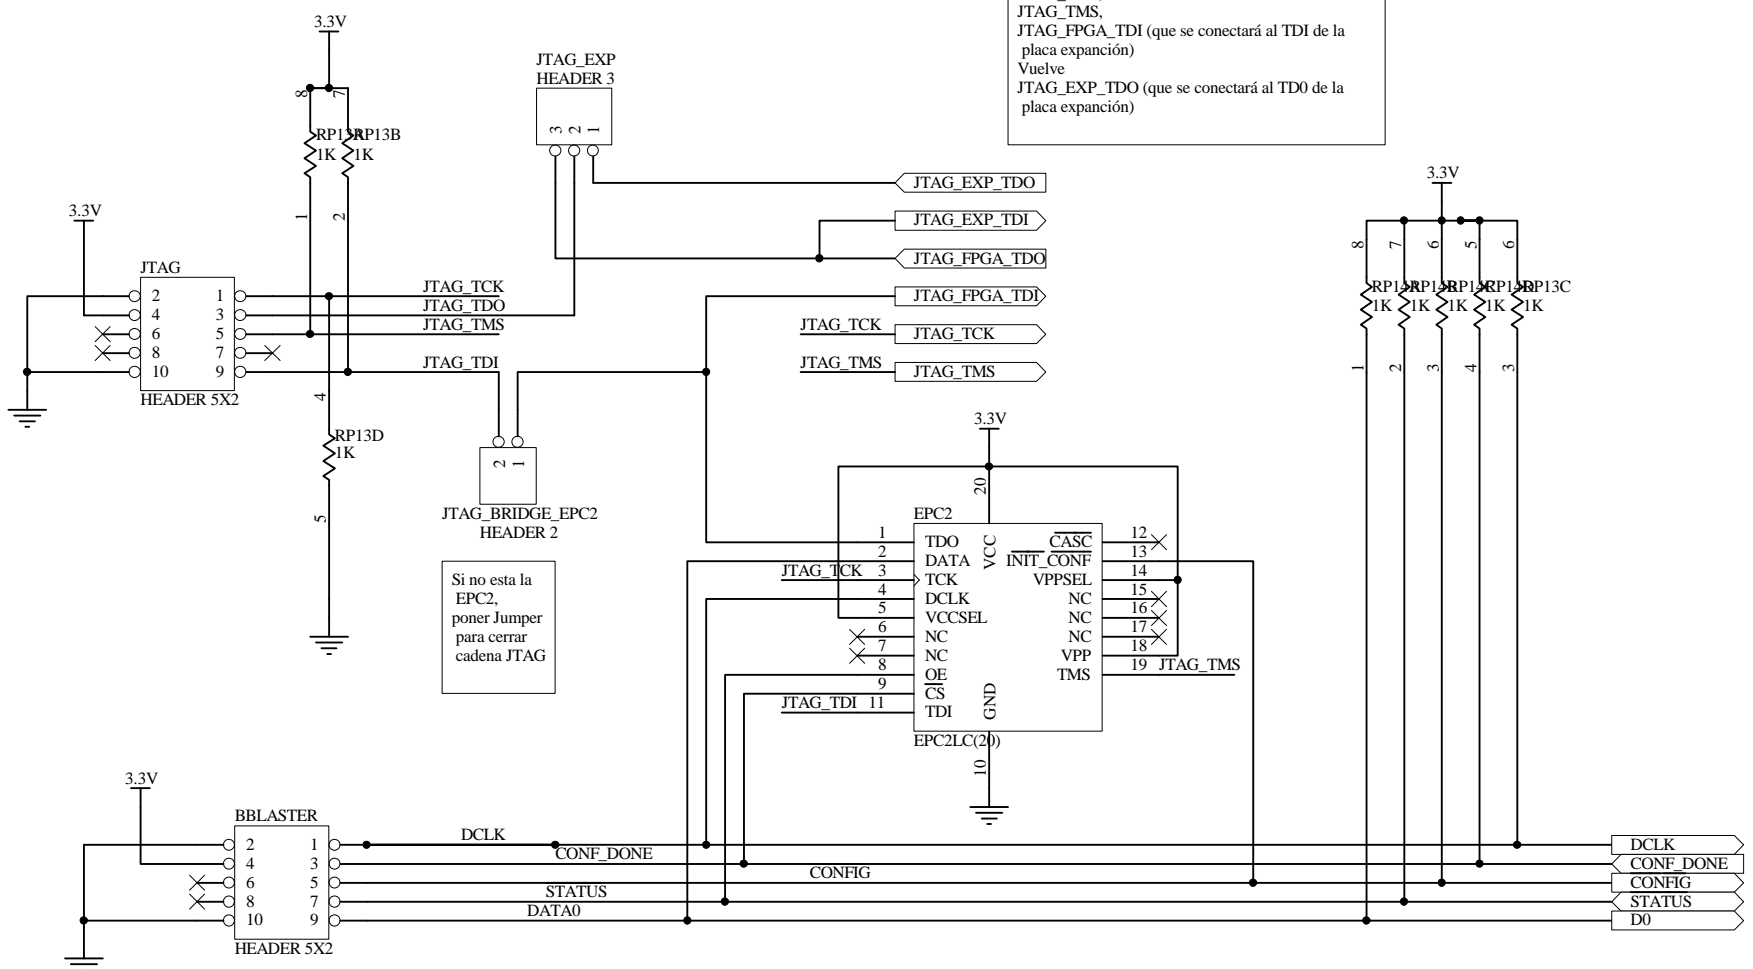 JTAG_TMS,
JTAG_FPGA_TDI (que se conectará al TDI de la
placa expanción)
Vuelve
JTAG_EXP_TDO (que se conectará al TD0 de la
placa expanción)
3.3V
JTAG_EXP
HEADER 3
3 2 1
8 7
RP13A RP13B
1K 1K
1 2
JTAG_EXP_TDO
JTAG_EXP_TDI
JTAG_FPGA_TDO
JTAG_FPGA_TDI
JTAG_TCK JTAG_TCK
JTAG_TMS JTAG_TMS
3.3V
JTAG
2 1
4 3
6 5
8 7
10 9
HEADER 5X2
JTAG_TCK
JTAG_TDO
JTAG_TMS
JTAG_TDI
4
RP13D
1K
5
2 1
JTAG_BRIDGE_EPC2
HEADER 2
Si no esta la
EPC2,
poner Jumper
para cerrar
cadena JTAG
3.3V
8 7 6 5 6
RP14A RP14B RP14C RP14D RP13C
1K 1K 1K 1K 1K
1 2 3 4 3
3.3V
20
EPC2
VCC
1 TDO
2 DATA
JTAG_TCK 3 TCK
4 DCLK
5 VCCSEL
6 NC
7 NC
8 OE
9 CS
JTAG_TDI 11 TDI
CASC 12
INIT_CONF 13
VPPSEL 14
NC 15
NC 16
NC 17
VPP 18
TMS 19 JTAG_TMS
GND
EPC2LC(20)
10
3.3V
BBLASTER
2 1
4 3
6 5
8 7
10 9
HEADER 5X2
DCLK
CONF_DONE
CONFIG
STATUS
DATA0
DCLK
CONF_DONE
CONFIG
STATUS
D0